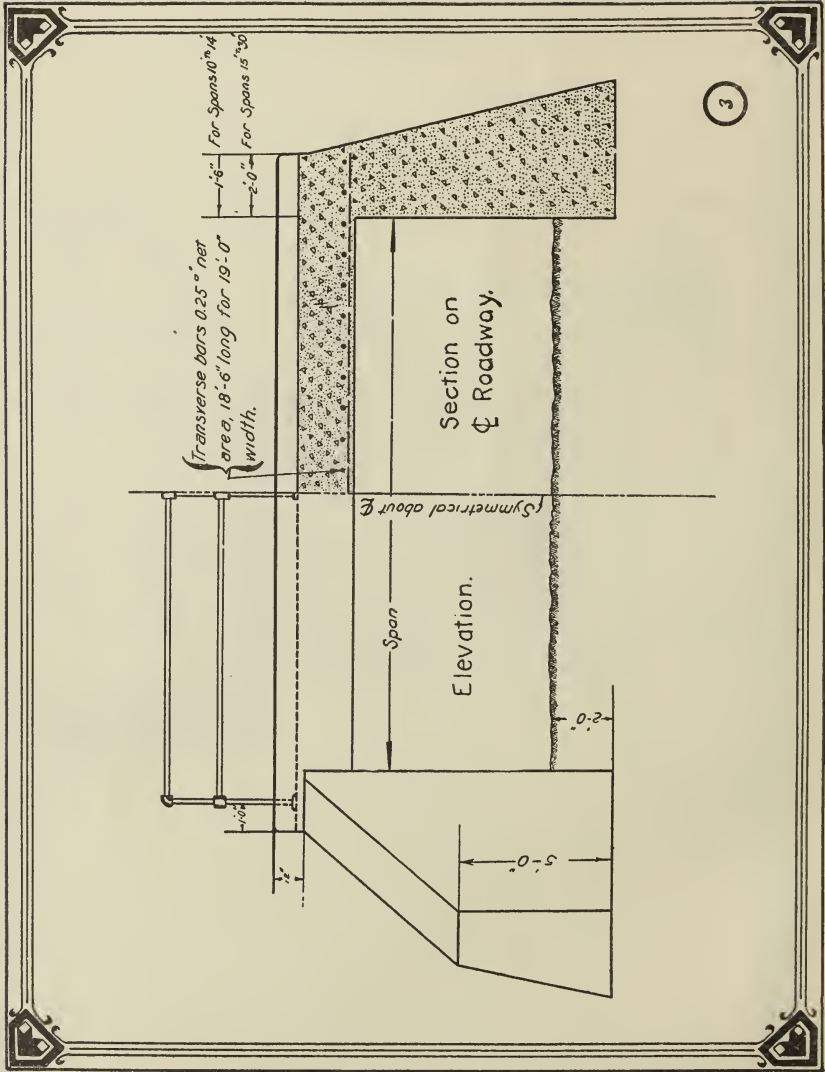 1'-6" For Spans 10' to 14'
2'-0" For Spans 15' to 30'
Transverse bars 0.25 □" net
area, 18'-6" long for 19'-0"
width.
1'-0"
12"
Span
Elevation.
Section on
℄ Roadway.
Symmetrical about ℄
5'-0"
2'-0"
3